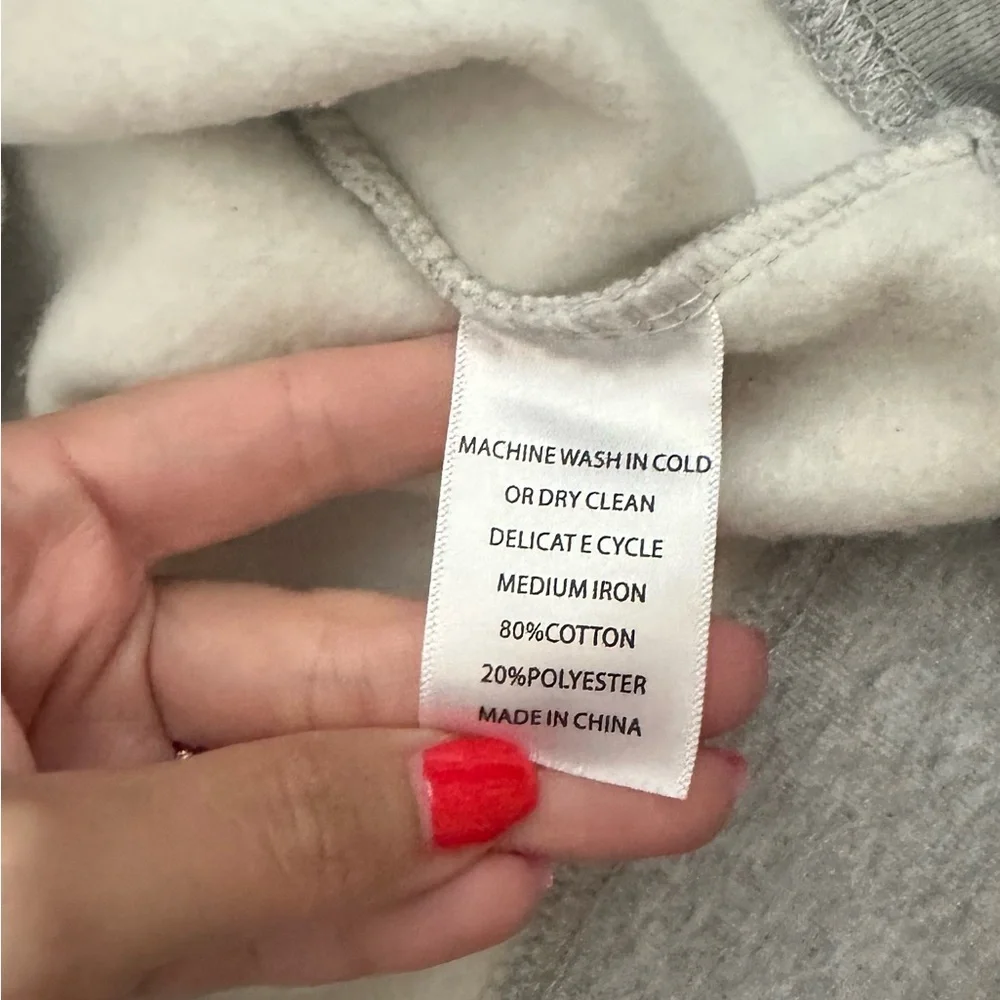 MACHINE WASH IN COLD
OR DRY CLEAN
DELICAT E CYCLE
MEDIUM IRON
80%COTTON
20%POLYESTER
MADE IN CHINA